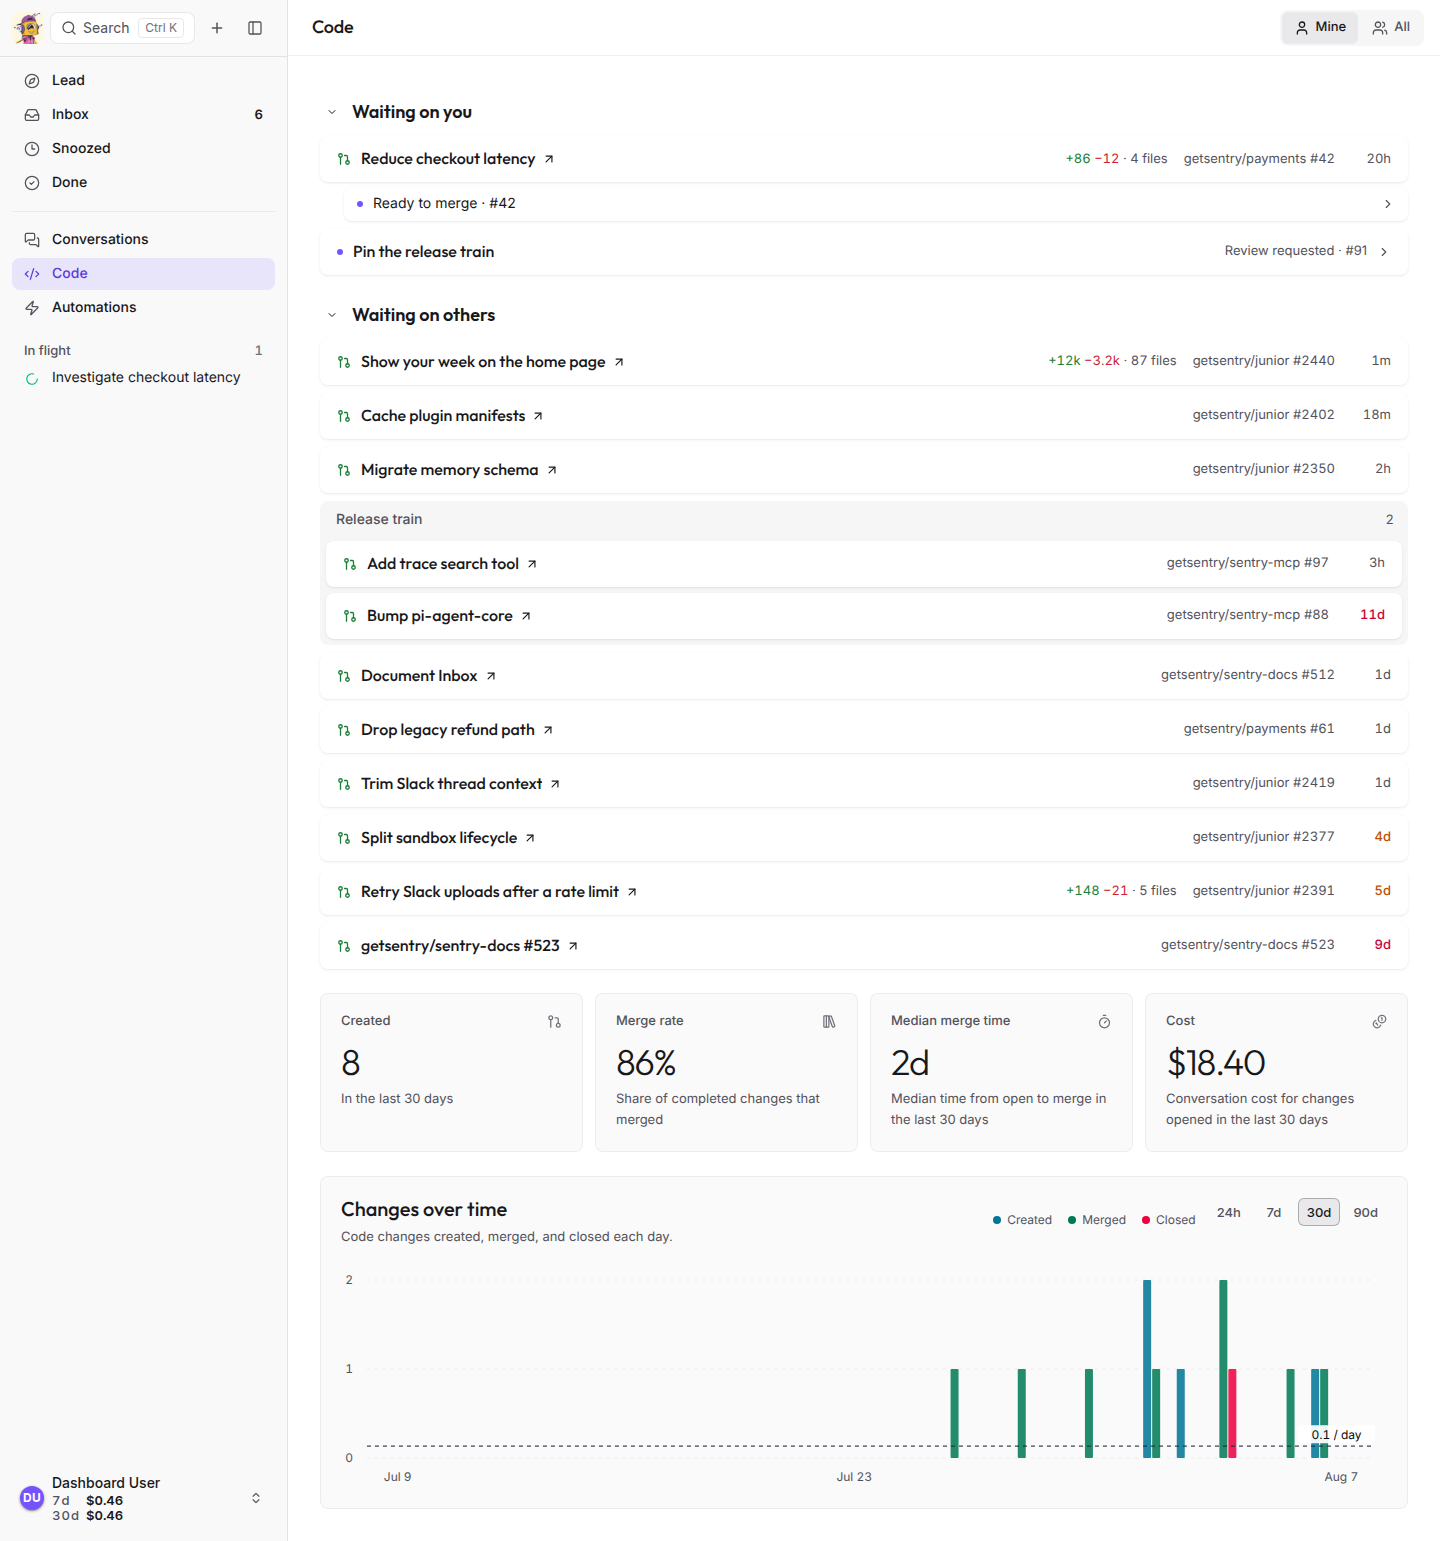 Search
Ctrl K
Lead
Inbox
6
Snoozed
Done
Conversations
Code
Automations
In flight
1
Investigate checkout latency
Dashboard User
DU
7d $0.46
30d $0.46
Code
Mine
All
Waiting on you
Reduce checkout latency
+86 −12 · 4 files
getsentry/payments #42
20h
Ready to merge · #42
Pin the release train
Review requested · #91
Waiting on others
Show your week on the home page
+12k −3.2k · 87 files
getsentry/junior #2440
1m
Cache plugin manifests
getsentry/junior #2402
18m
Migrate memory schema
getsentry/junior #2350
2h
Release train
2
Add trace search tool
getsentry/sentry-mcp #97
3h
Bump pi-agent-core
getsentry/sentry-mcp #88
11d
Document Inbox
getsentry/sentry-docs #512
1d
Drop legacy refund path
getsentry/payments #61
1d
Trim Slack thread context
getsentry/junior #2419
1d
Split sandbox lifecycle
getsentry/junior #2377
4d
Retry Slack uploads after a rate limit
+148 −21 · 5 files
getsentry/junior #2391
5d
getsentry/sentry-docs #523
getsentry/sentry-docs #523
9d
Created
8
In the last 30 days
Merge rate
86%
Share of completed changes that
merged
Median merge time
2d
Median time from open to merge in
the last 30 days
Cost
$18.40
Conversation cost for changes
opened in the last 30 days
Changes over time
Code changes created, merged, and closed each day.
Created
Merged
Closed
24h
7d
30d
90d
2
1
0
0.1 / day
Jul 9
Jul 23
Aug 7